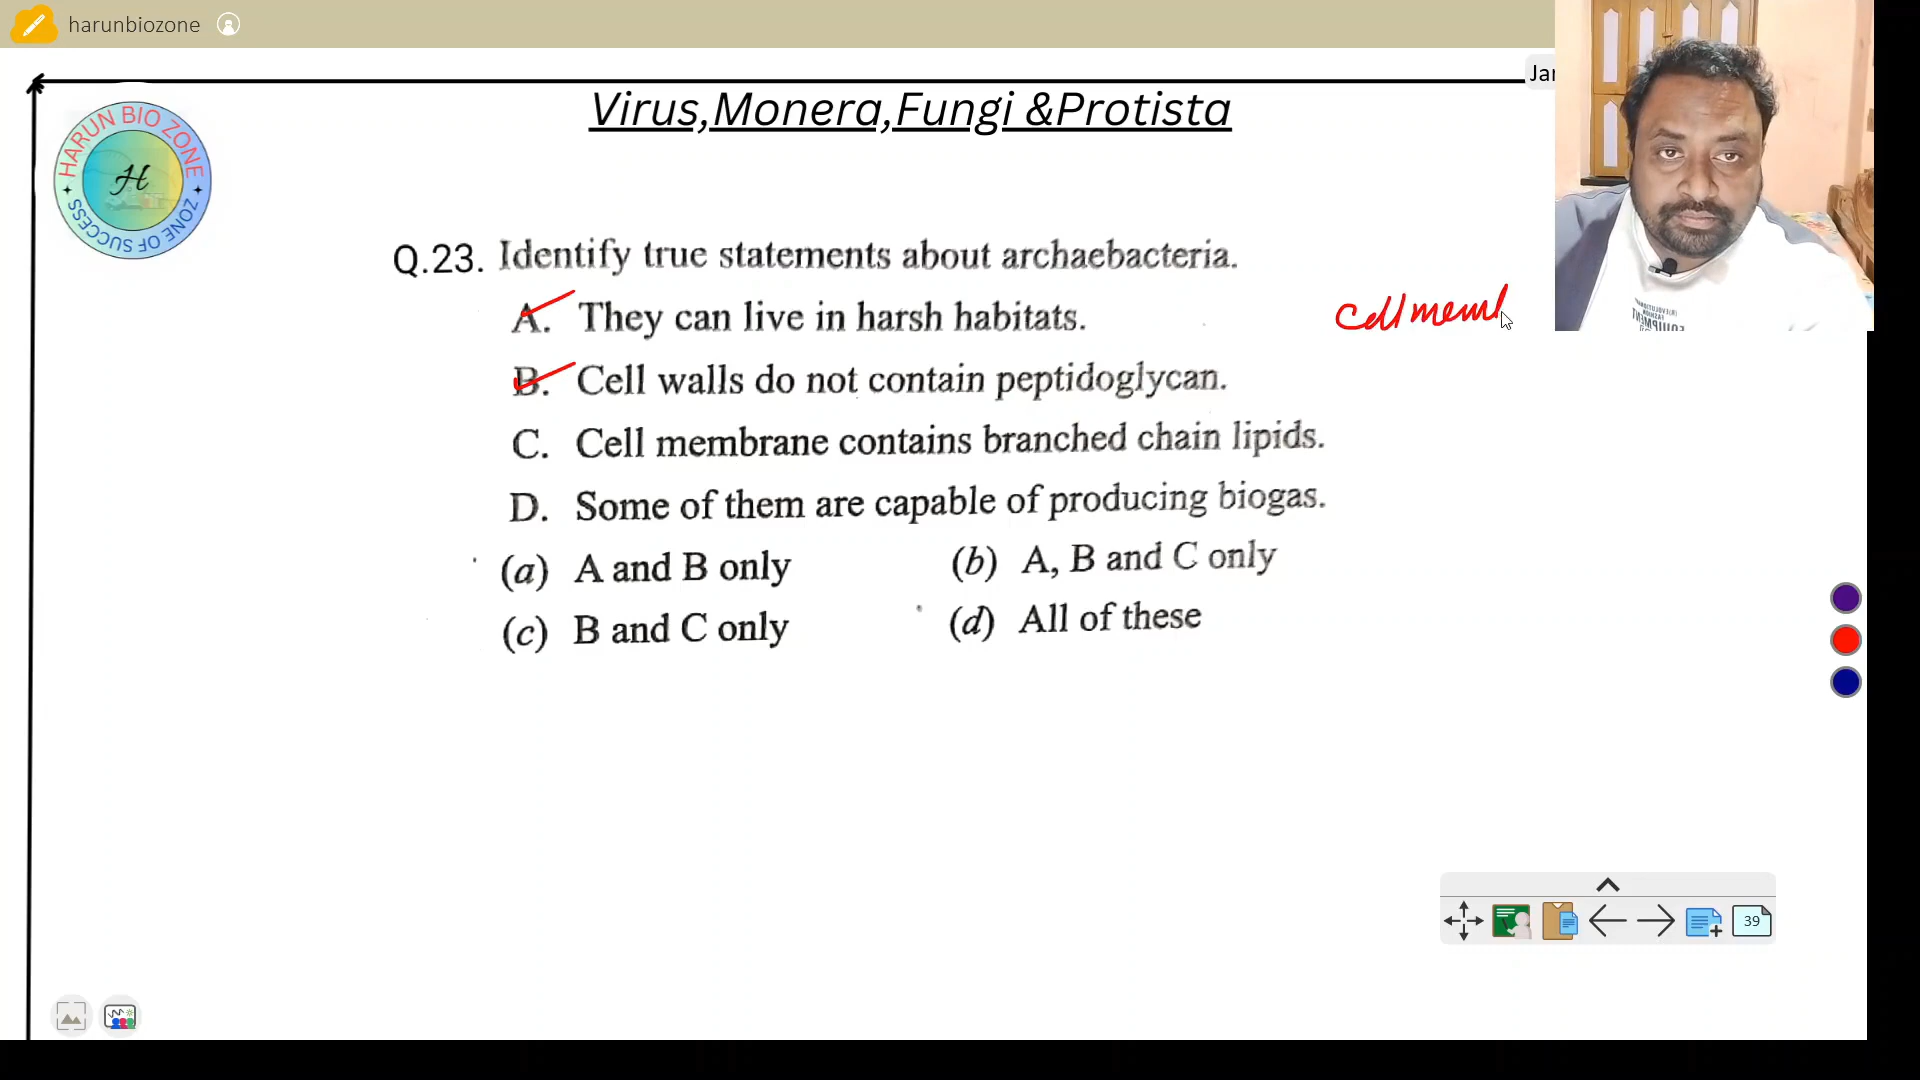 harunbiozone
Jar
Virus,Monera,Fungi &Protista
HARUN BIO ZONE
H
ZONE OF SUCCESS
Q.23. Identify true statements about archaebacteria.
A. They can live in harsh habitats.
Cell memb
B. Cell walls do not contain peptidoglycan.
C. Cell membrane contains branched chain lipids.
D. Some of them are capable of producing biogas.
(a) A and B only
(b) A, B and C only
(c) B and C only
(d) All of these
39